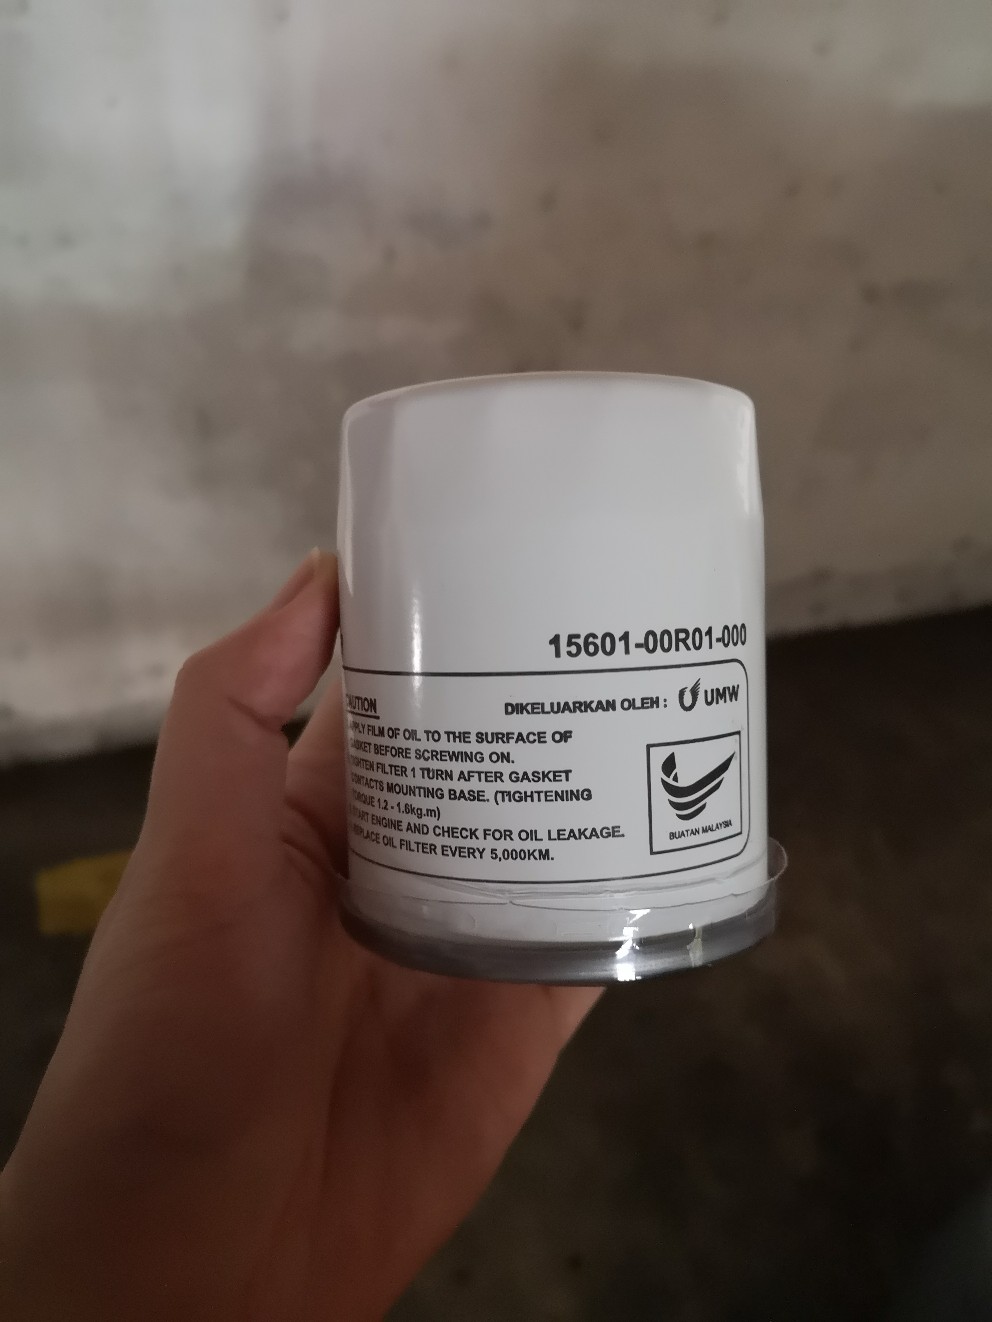 15601-00R01-000
CAUTION
DIKELUARKAN OLEH : UMW
APPLY FILM OF OIL TO THE SURFACE OF
GASKET BEFORE SCREWING ON.
TIGHTEN FILTER 1 TURN AFTER GASKET
CONTACTS MOUNTING BASE. (TIGHTENING
TORQUE 1.2 - 1.6kg.m)
START ENGINE AND CHECK FOR OIL LEAKAGE.
REPLACE OIL FILTER EVERY 5,000KM.
BUATAN MALAYSIA